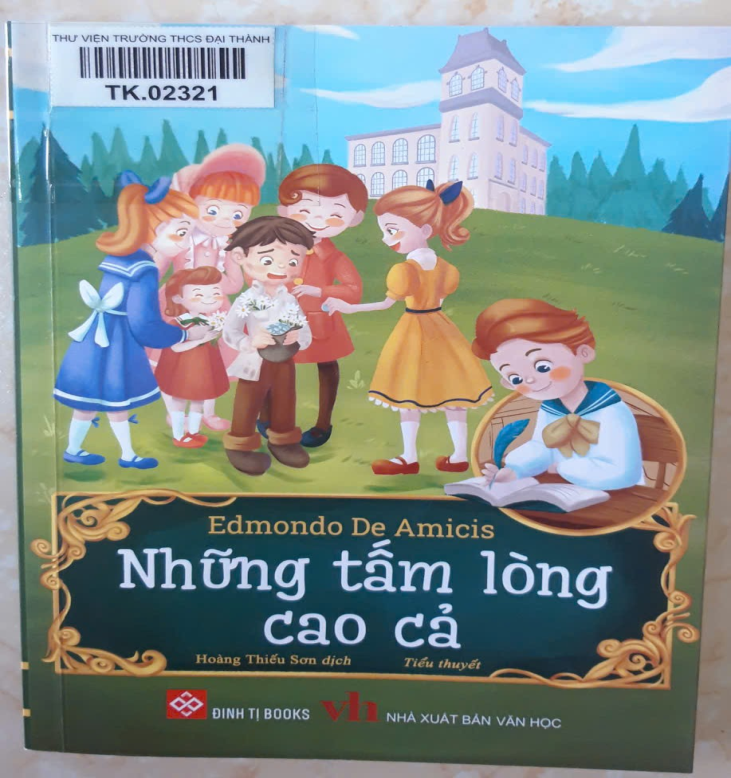 THƯ VIỆN TRƯỜNG THCS ĐẠI THÀNH
TK.02321
Edmondo De Amicis
Những tấm lòng
cao cả
Hoàng Thiếu Sơn dịch Tiểu thuyết
ĐINH TỊ BOOKS vh NHÀ XUẤT BẢN VĂN HỌC